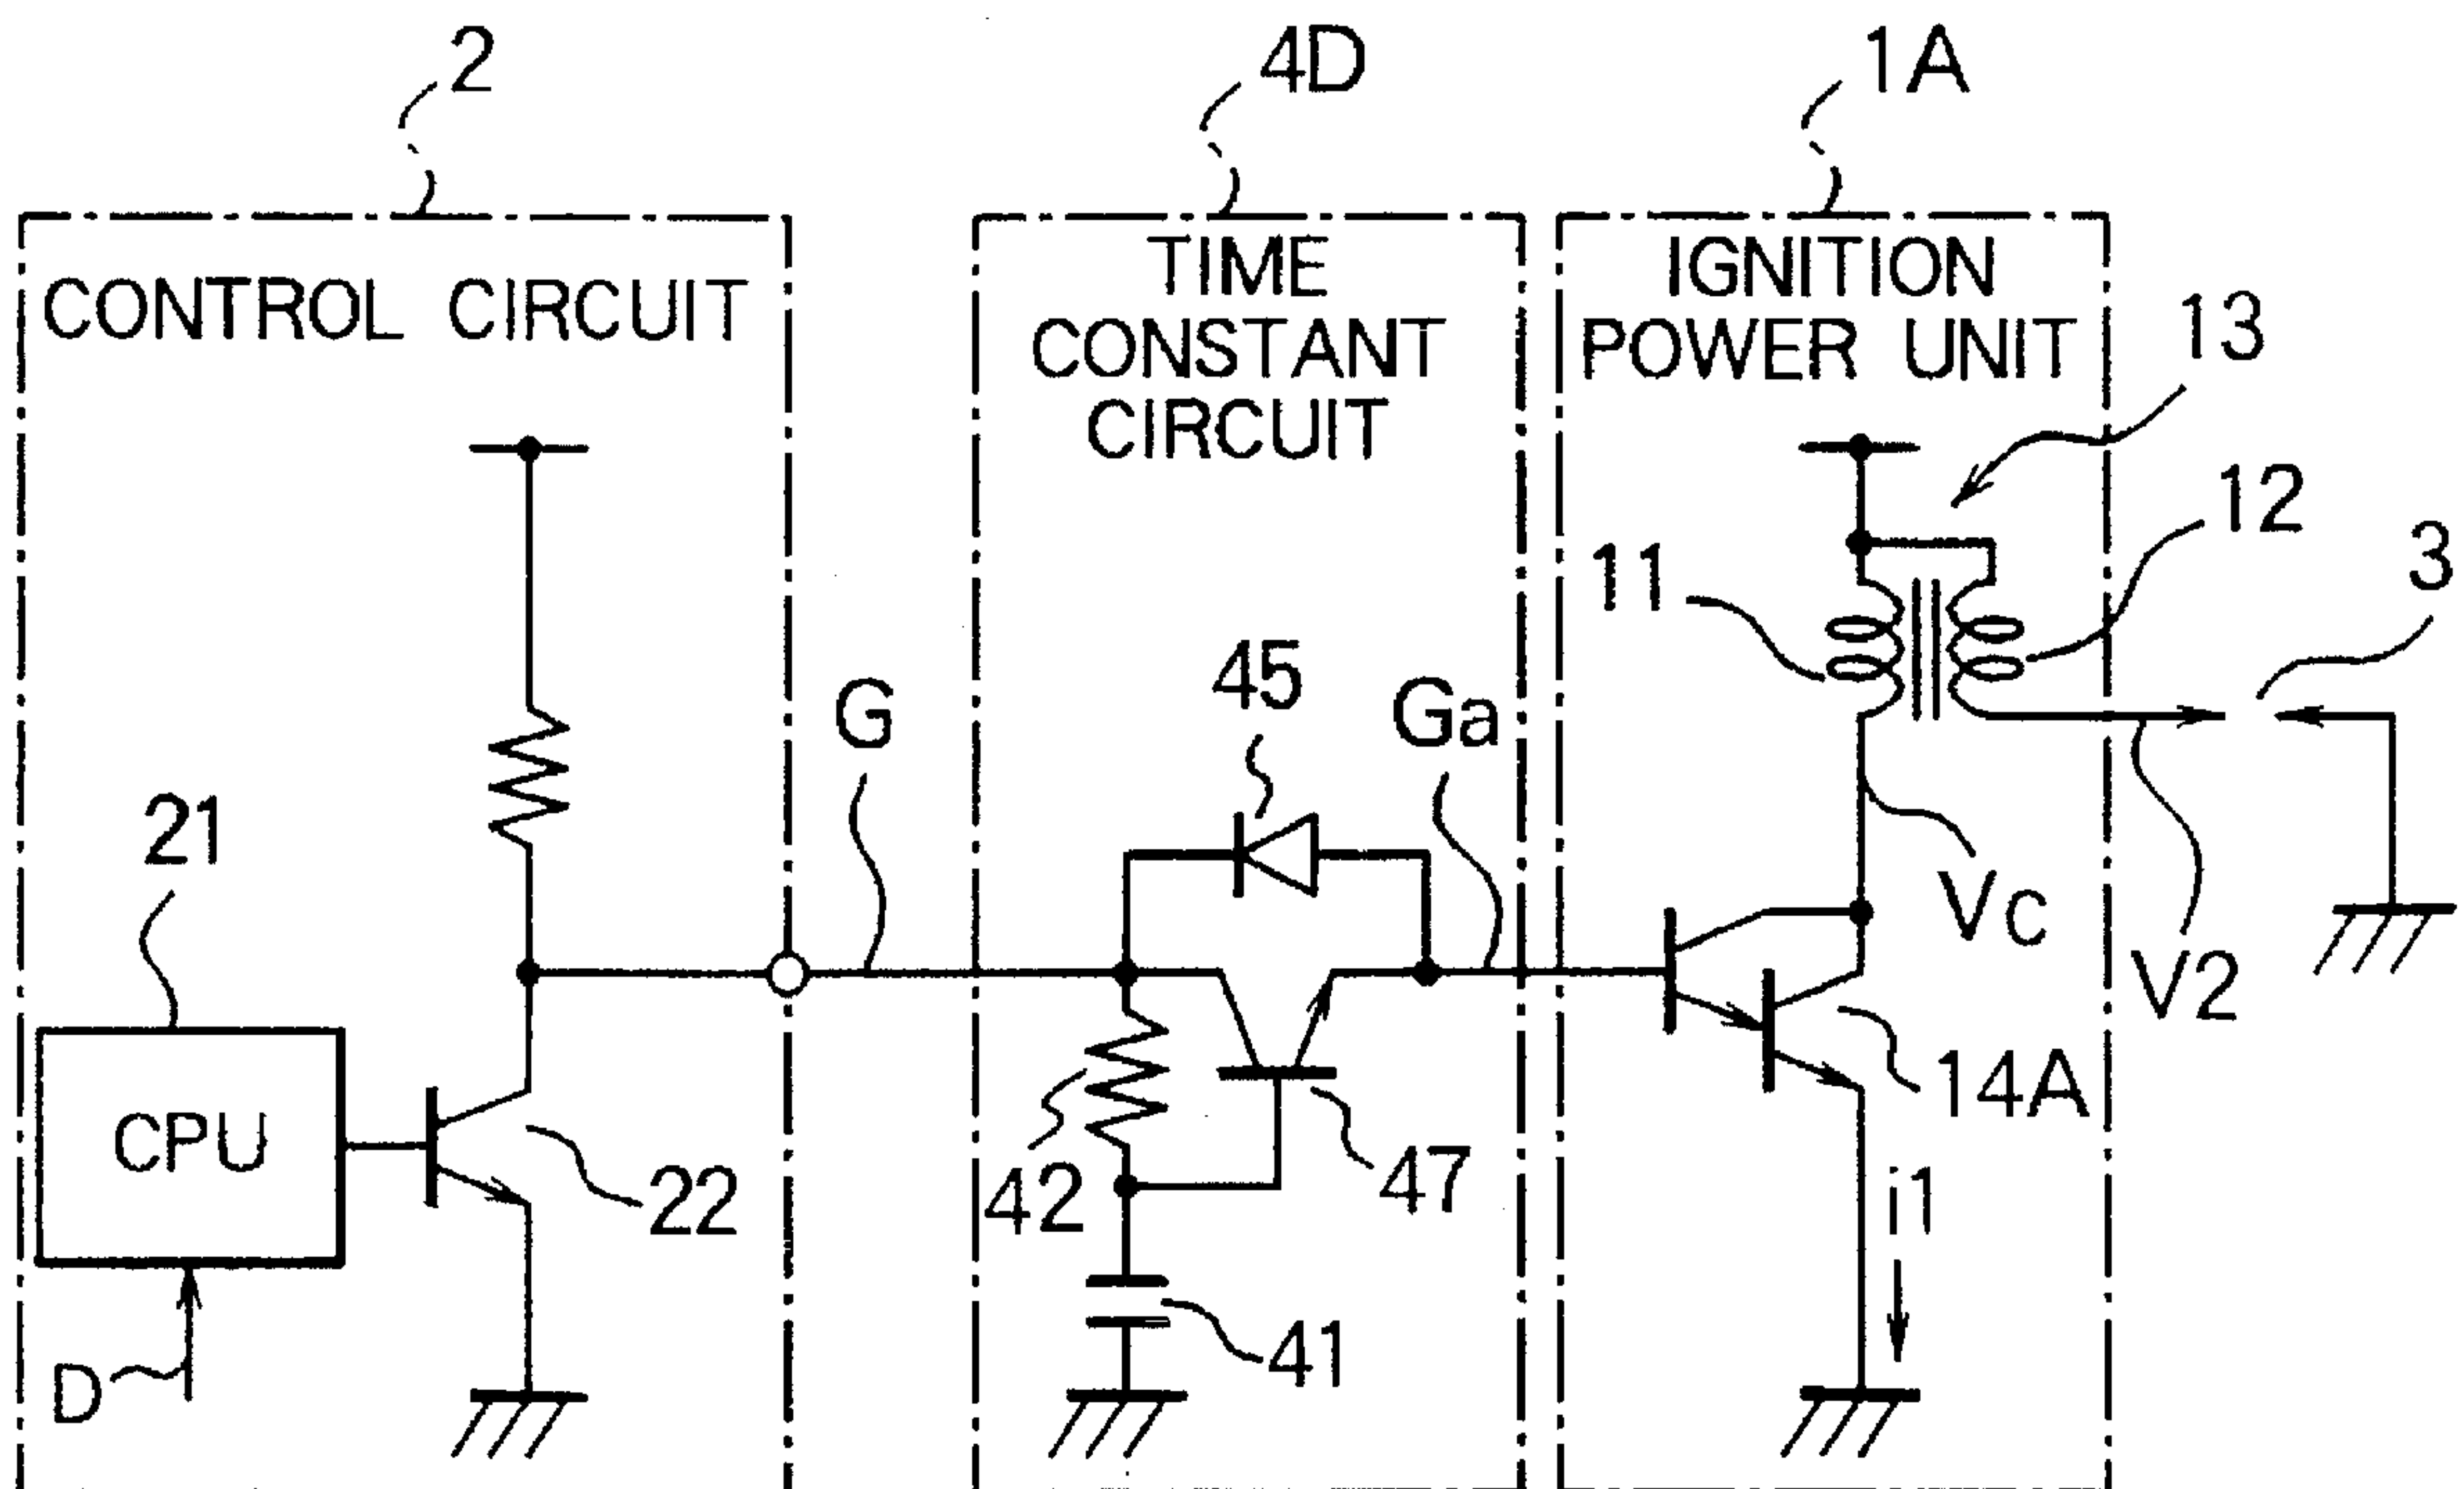 2
4D
1A
CONTROL CIRCUIT
TIME
CONSTANT
CIRCUIT
IGNITION
POWER UNIT
13
12
11
3
45
G
Ga
21
Vc
V2
CPU
22
42
47
14A
i1
41
D